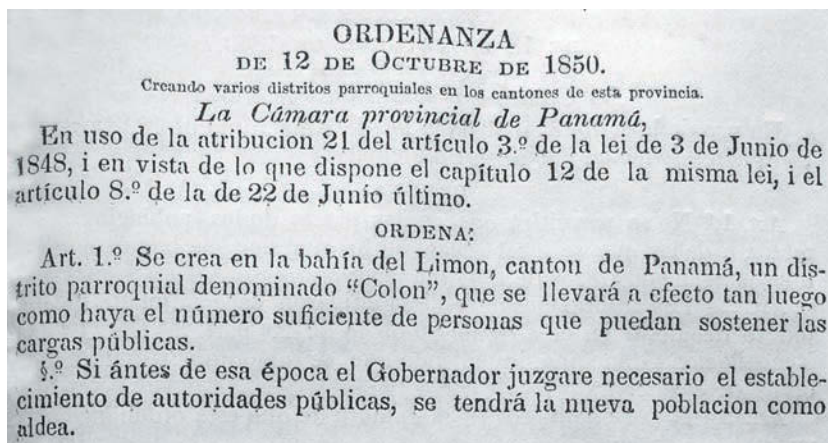 ORDENANZA
DE 12 DE OCTUBRE DE 1850.
Creando varios distritos parroquiales en los cantones de esta provincia.
La Cámara provincial de Panamá,
En uso de la atribucion 21 del artículo 3.º de la lei de 3 de Junio de
1848, i en vista de lo que dispone el capítulo 12 de la misma lei, i el
artículo 8.º de la de 22 de Junio último.
ORDENA:
Art. 1.º Se crea en la bahía del Limon, canton de Panamá, un dis-
trito parroquial denominado “Colon”, que se llevará a efecto tan luego
como haya el número suficiente de personas que puedan sostener las
cargas públicas.
§.º Si ántes de esa época el Gobernador juzgare necesario el estable-
cimiento de autoridades públicas, se tendrá la nueva poblacion como
aldea.